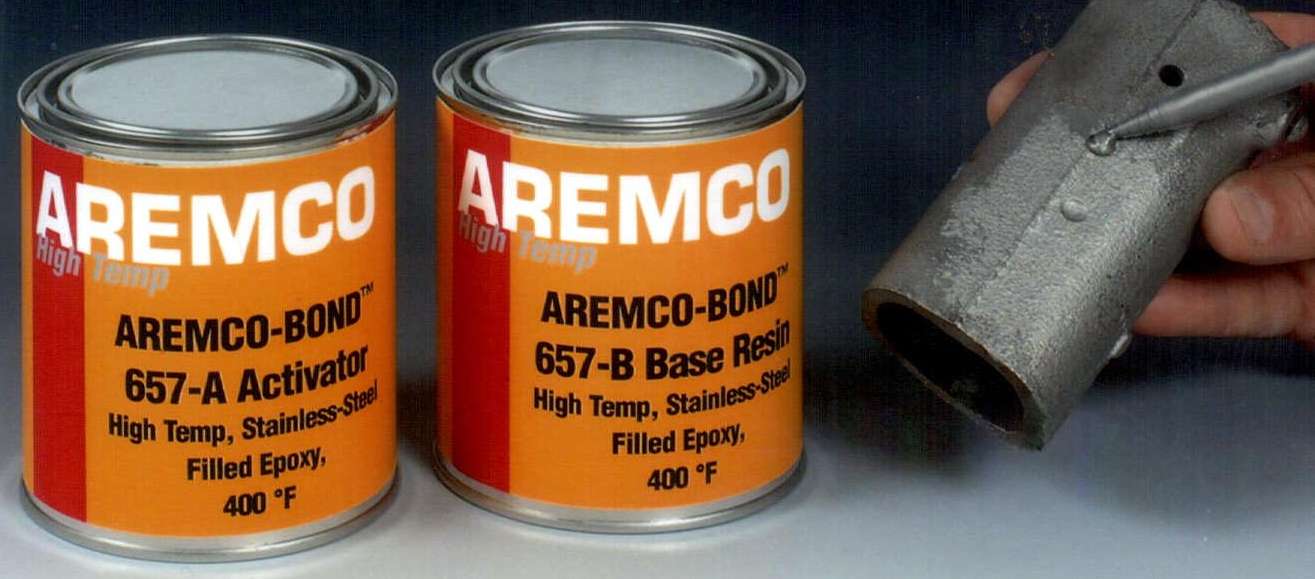 AREMCO
High Temp
AREMCO-BOND™
657-A Activator
High Temp, Stainless-Steel
Filled Epoxy,
400 °F
AREMCO
High Temp
AREMCO-BOND™
657-B Base Resin
High Temp, Stainless-Steel
Filled Epoxy,
400 °F